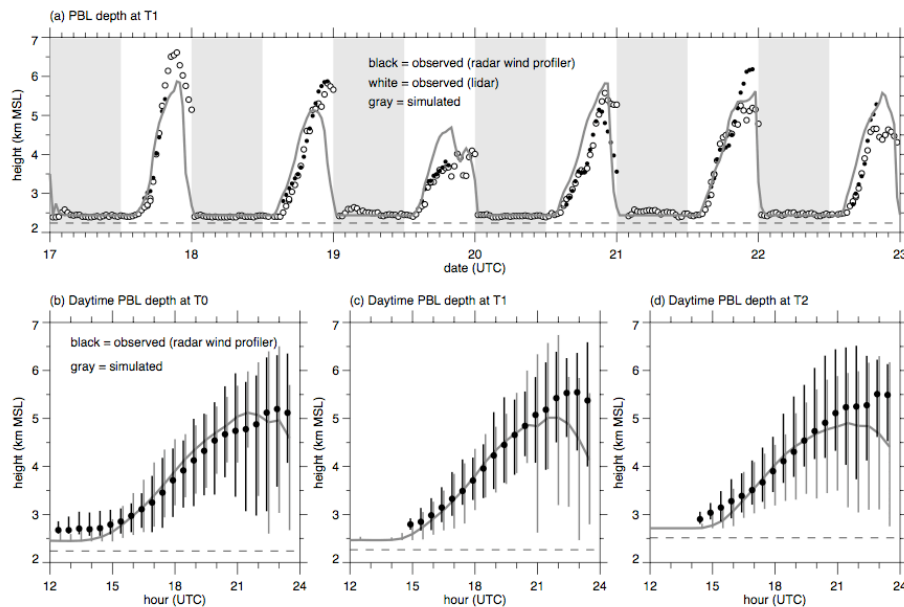 (a) PBL depth at T1
7
6
5
4
3
2
height (km MSL)
black = observed (radar wind profiler)
white = observed (lidar)
gray = simulated
17 18 19 20 21 22 23
date (UTC)
(b) Daytime PBL depth at T0
7
6
5
4
3
2
height (km MSL)
black = observed (radar wind profiler)
gray = simulated
12 15 18 21 24
hour (UTC)
(c) Daytime PBL depth at T1
7
6
5
4
3
2
height (km MSL)
12 15 18 21 24
hour (UTC)
(d) Daytime PBL depth at T2
7
6
5
4
3
2
height (km MSL)
12 15 18 21 24
hour (UTC)